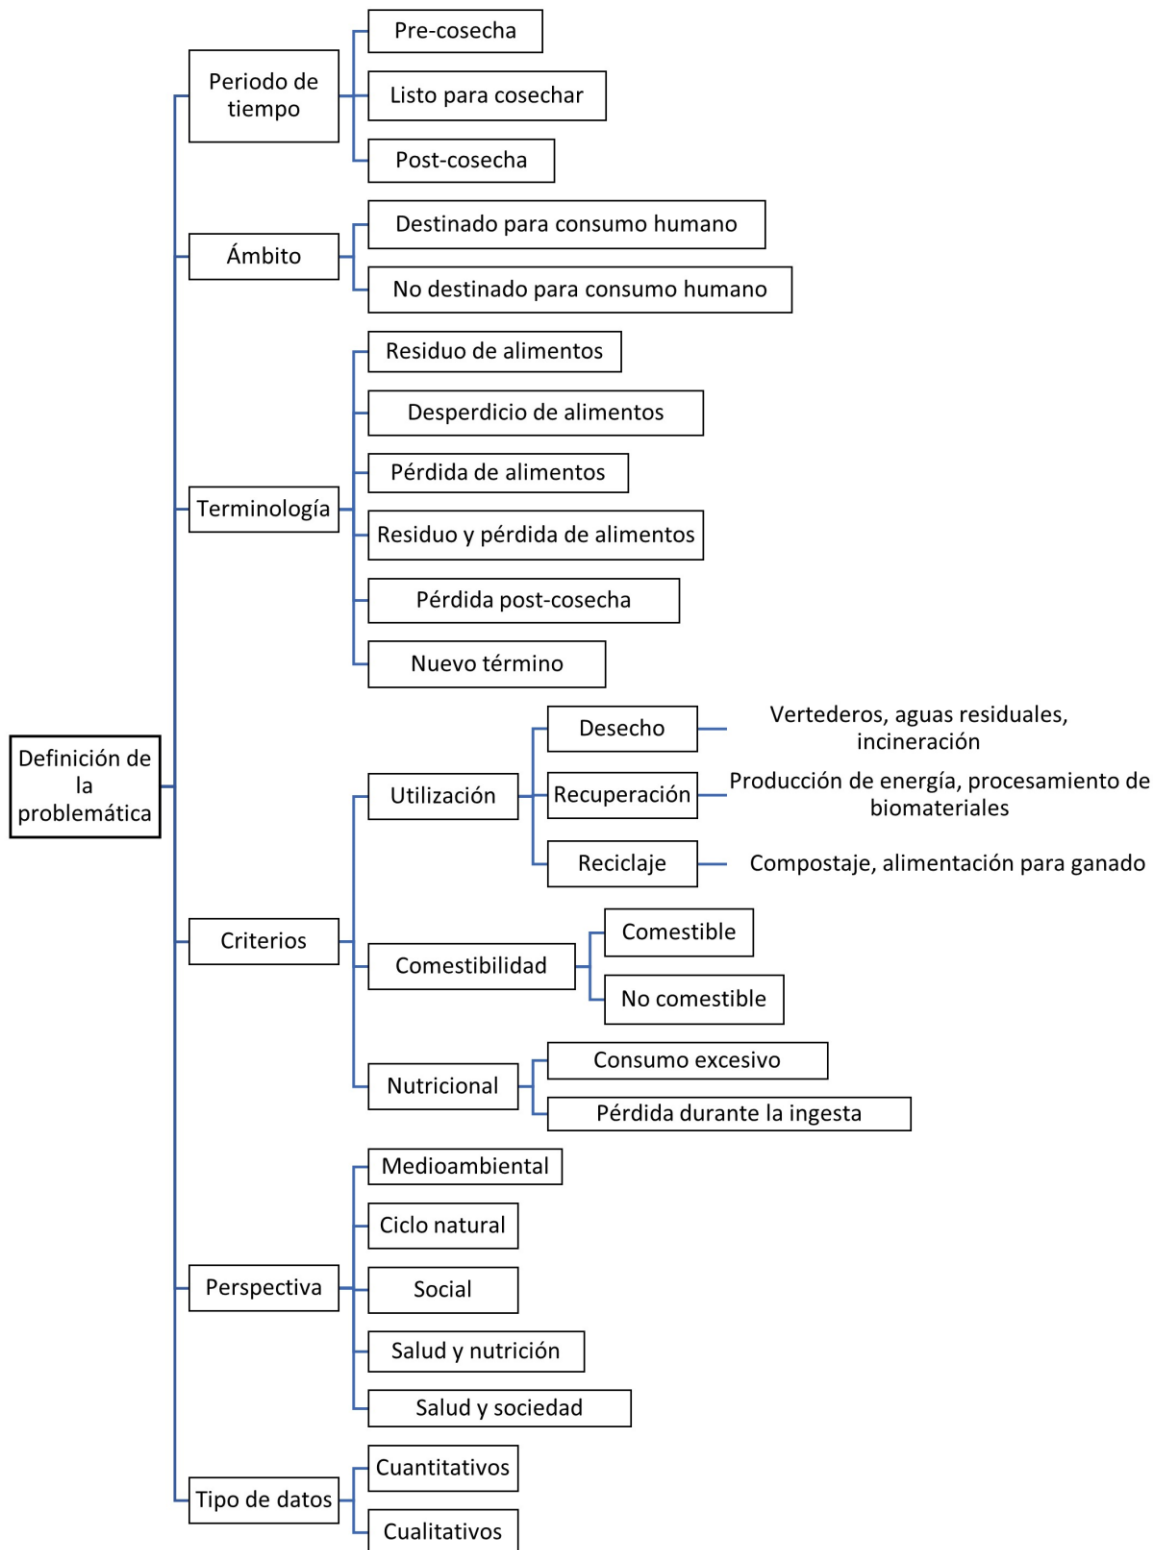 Definición de
la
problemática
Periodo de
tiempo
Pre-cosecha
Listo para cosechar
Post-cosecha
Ámbito
Destinado para consumo humano
No destinado para consumo humano
Terminología
Residuo de alimentos
Desperdicio de alimentos
Pérdida de alimentos
Residuo y pérdida de alimentos
Pérdida post-cosecha
Nuevo término
Criterios
Utilización
Desecho
Vertederos, aguas residuales,
incineración
Recuperación
Producción de energía, procesamiento de
biomateriales
Reciclaje
Compostaje, alimentación para ganado
Comestibilidad
Comestible
No comestible
Nutricional
Consumo excesivo
Pérdida durante la ingesta
Perspectiva
Medioambiental
Ciclo natural
Social
Salud y nutrición
Salud y sociedad
Tipo de datos
Cuantitativos
Cualitativos